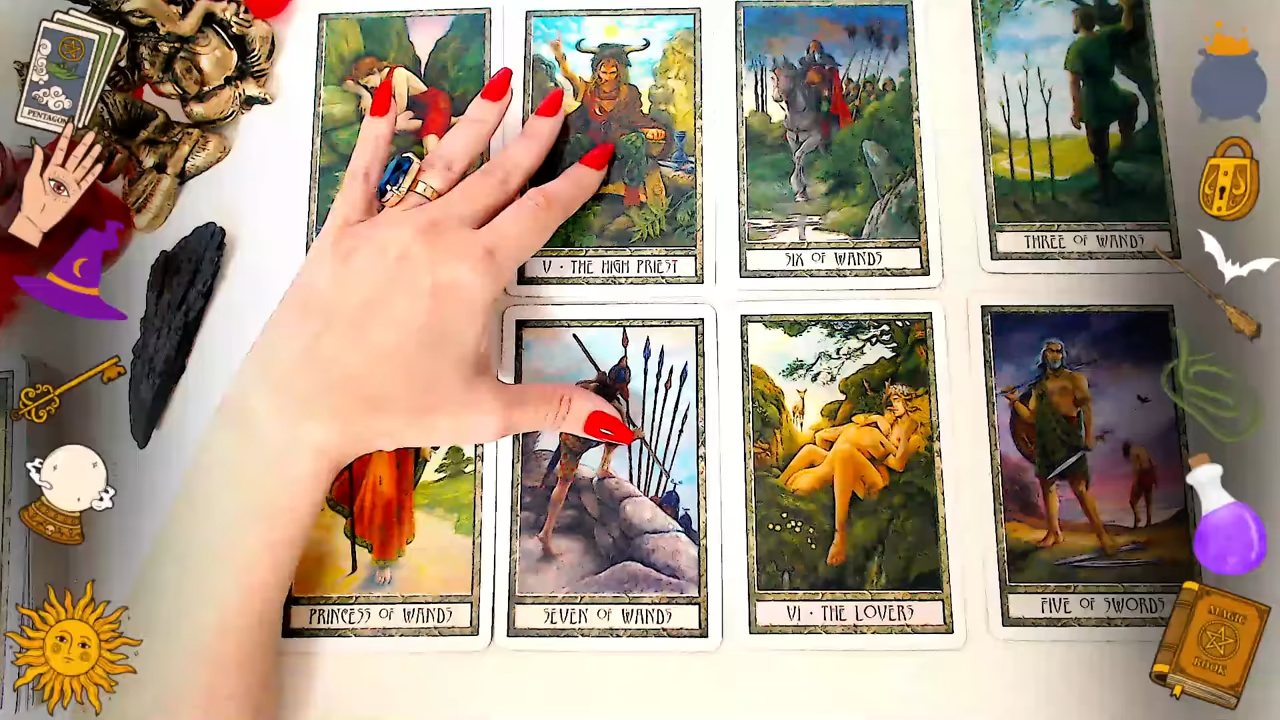 PENTAGON
V • THE HIGH PRIEST
SIX OF WANDS
THREE OF WANDS
PRINCESS OF WANDS
SEVEN OF WANDS
VI • THE LOVERS
FIVE OF SWORDS
MAGIC
BOOK